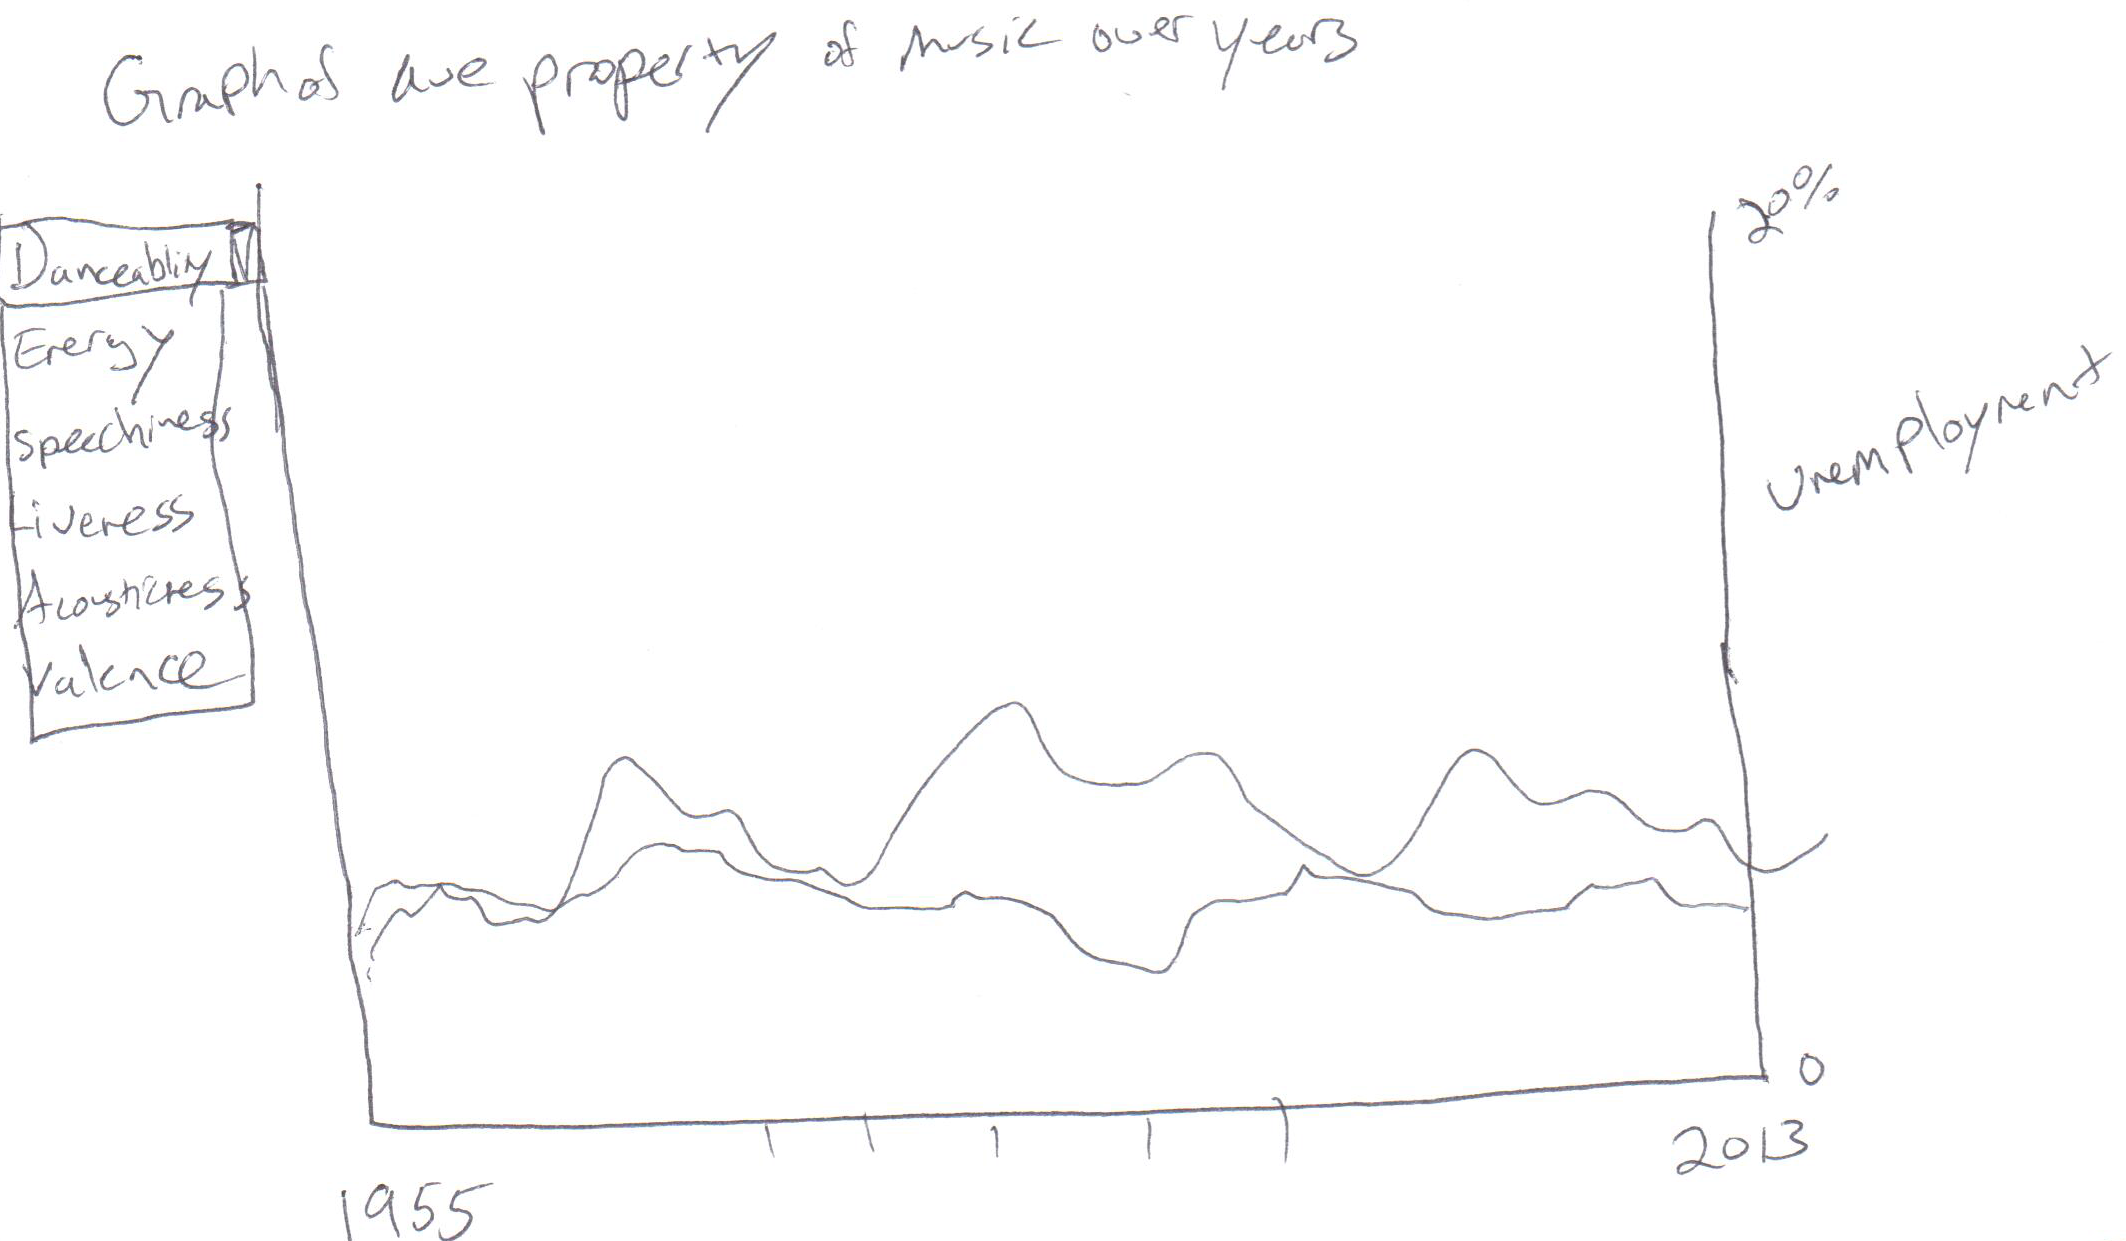 Graph of ave property of music over years
20%
Danceablity
Energy
Speechiness
Liveness
Acousticness
Valence
Unemployment
0
1955
2013